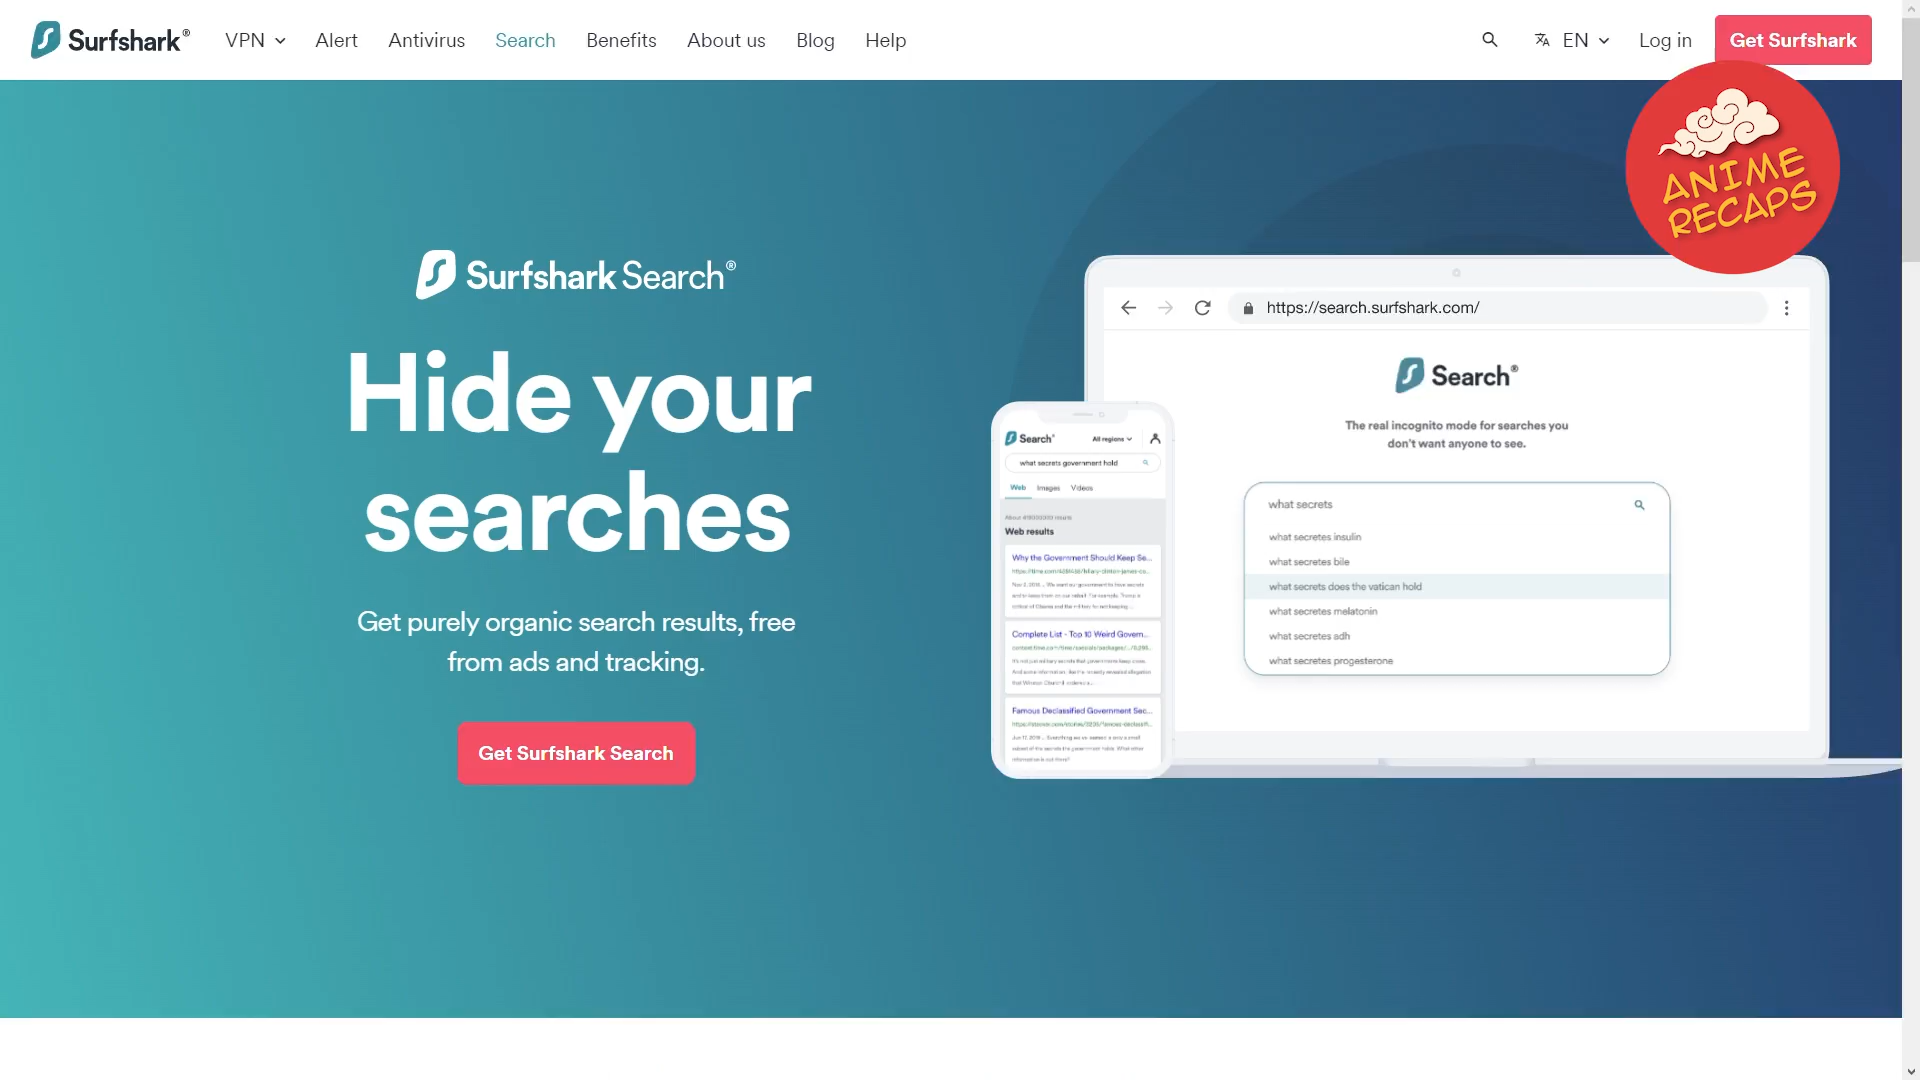 Surfshark®
VPN
Alert
Antivirus
Search
Benefits
About us
Blog
Help
EN
Log in
Get Surfshark
ANIME
RECAPS
Surfshark Search®
Hide your
searches
Get purely organic search results, free
from ads and tracking.
Get Surfshark Search
https://search.surfshark.com/
Search®
The real incognito mode for searches you
don't want anyone to see.
what secrets
what secretes insulin
what secretes bile
what secrets does the vatican hold
what secretes melatonin
what secretes adh
what secretes progesterone
Search®
All regions
what secrets government hold
Web Images Videos
Web results
Why the Government Should Keep Se...
Complete List - Top 10 Weird Govern...
Famous Declassified Government Sec...